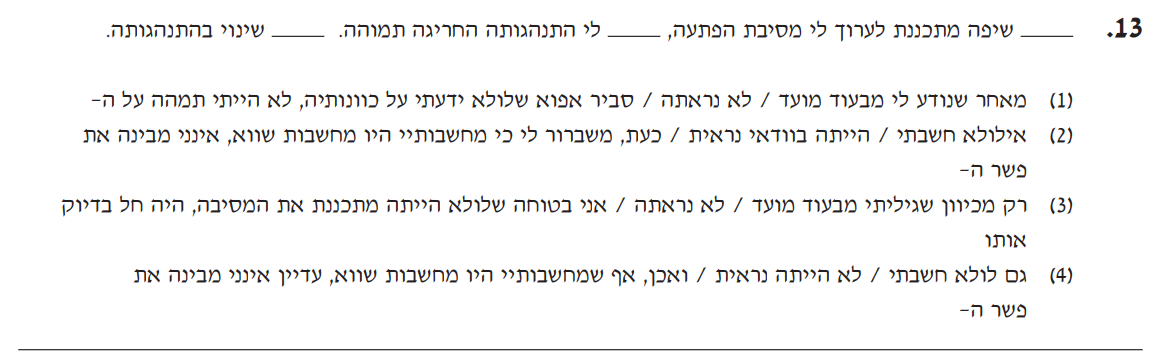 13. _____ שיפה מתכננת לערוך לי מסיבת הפתעה, _____ לי התנהגותה החריגה תמוהה. _____ שינוי בהתנהגותה.
(1) מאחר שנודע לי מבעוד מועד / לא נראתה / סביר אפוא שלולא ידעתי על כוונותיה, לא הייתי תמהה על ה-
(2) אילולא חשבתי / הייתה בוודאי נראית / כעת, משברור לי כי מחשבותיי היו מחשבות שווא, אינני מבינה את
פשר ה-
(3) רק מכיוון שגיליתי מבעוד מועד / לא נראתה / אני בטוחה שלולא הייתה מתכננת את המסיבה, היה חל בדיוק
אותו
(4) גם לולא חשבתי / לא הייתה נראית / ואכן, אף שמחשבותיי היו מחשבות שווא, עדיין אינני מבינה את
פשר ה-